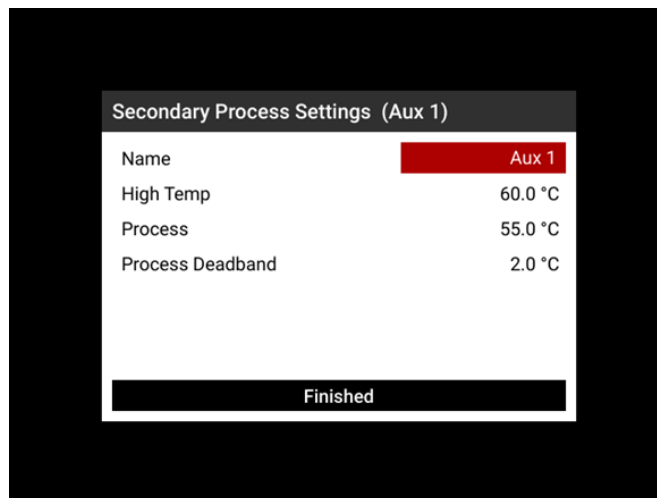 Secondary Process Settings (Aux 1)
Name Aux 1
High Temp 60.0 °C
Process 55.0 °C
Process Deadband 2.0 °C
Finished